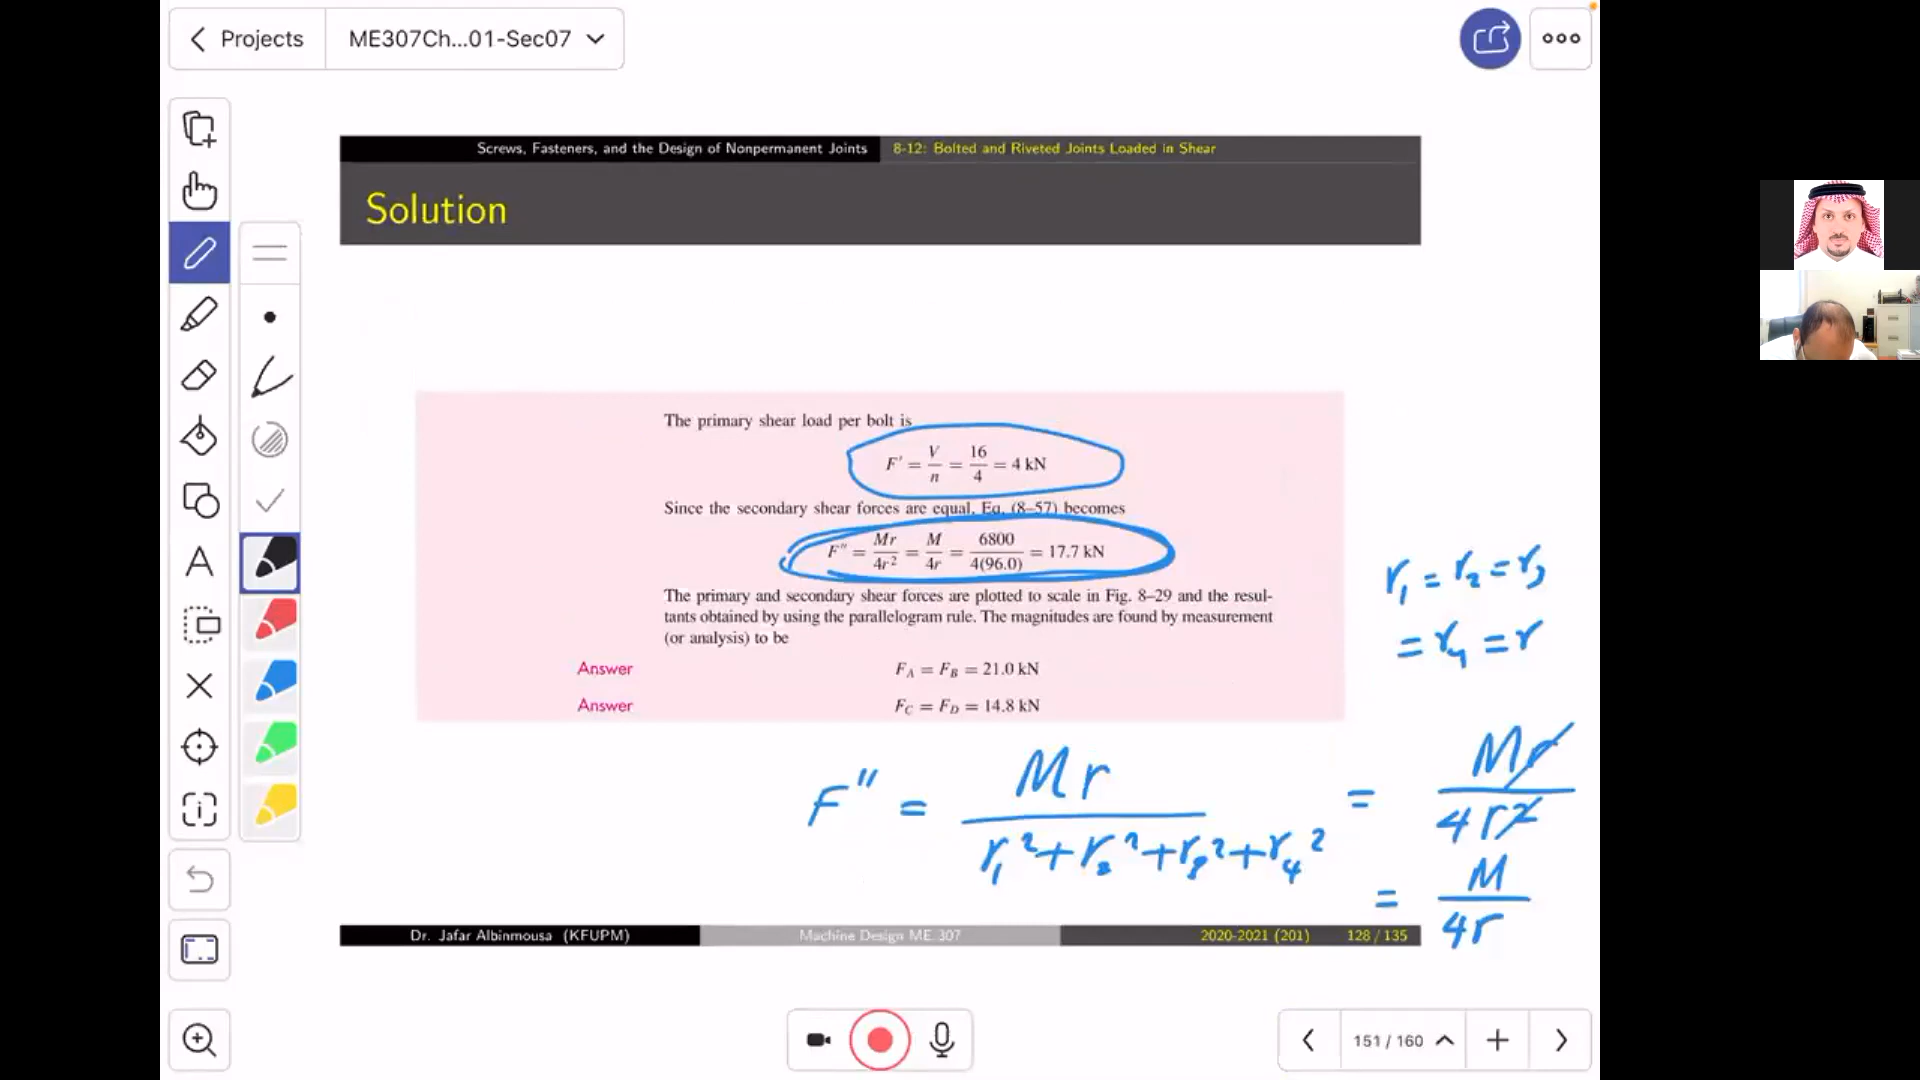 Projects
ME307Ch...01-Sec07
Screws, Fasteners, and the Design of Nonpermanent Joints
8-12: Bolted and Riveted Joints Loaded in Shear
Solution
The primary shear load per bolt is
F′ = V/n = 16/4 = 4 kN
Since the secondary shear forces are equal, Eq. (8–57) becomes
F″ = Mr/4r² = M/4r = 6800/4(96.0) = 17.7 kN
The primary and secondary shear forces are plotted to scale in Fig. 8–29 and the resul-
tants obtained by using the parallelogram rule. The magnitudes are found by measurement
(or analysis) to be
Answer F_A = F_B = 21.0 kN
Answer F_C = F_D = 14.8 kN
r₁ = r₂ = r₃
= r₄ = r
F″ = Mr/(r₁² + r₂² + r₃² + r₄²) = Mr/4r²
= M/4r
Dr. Jafar Albinmousa (KFUPM)
Machine Design ME 307
2020-2021 (201)
128 / 135
A
151 / 160